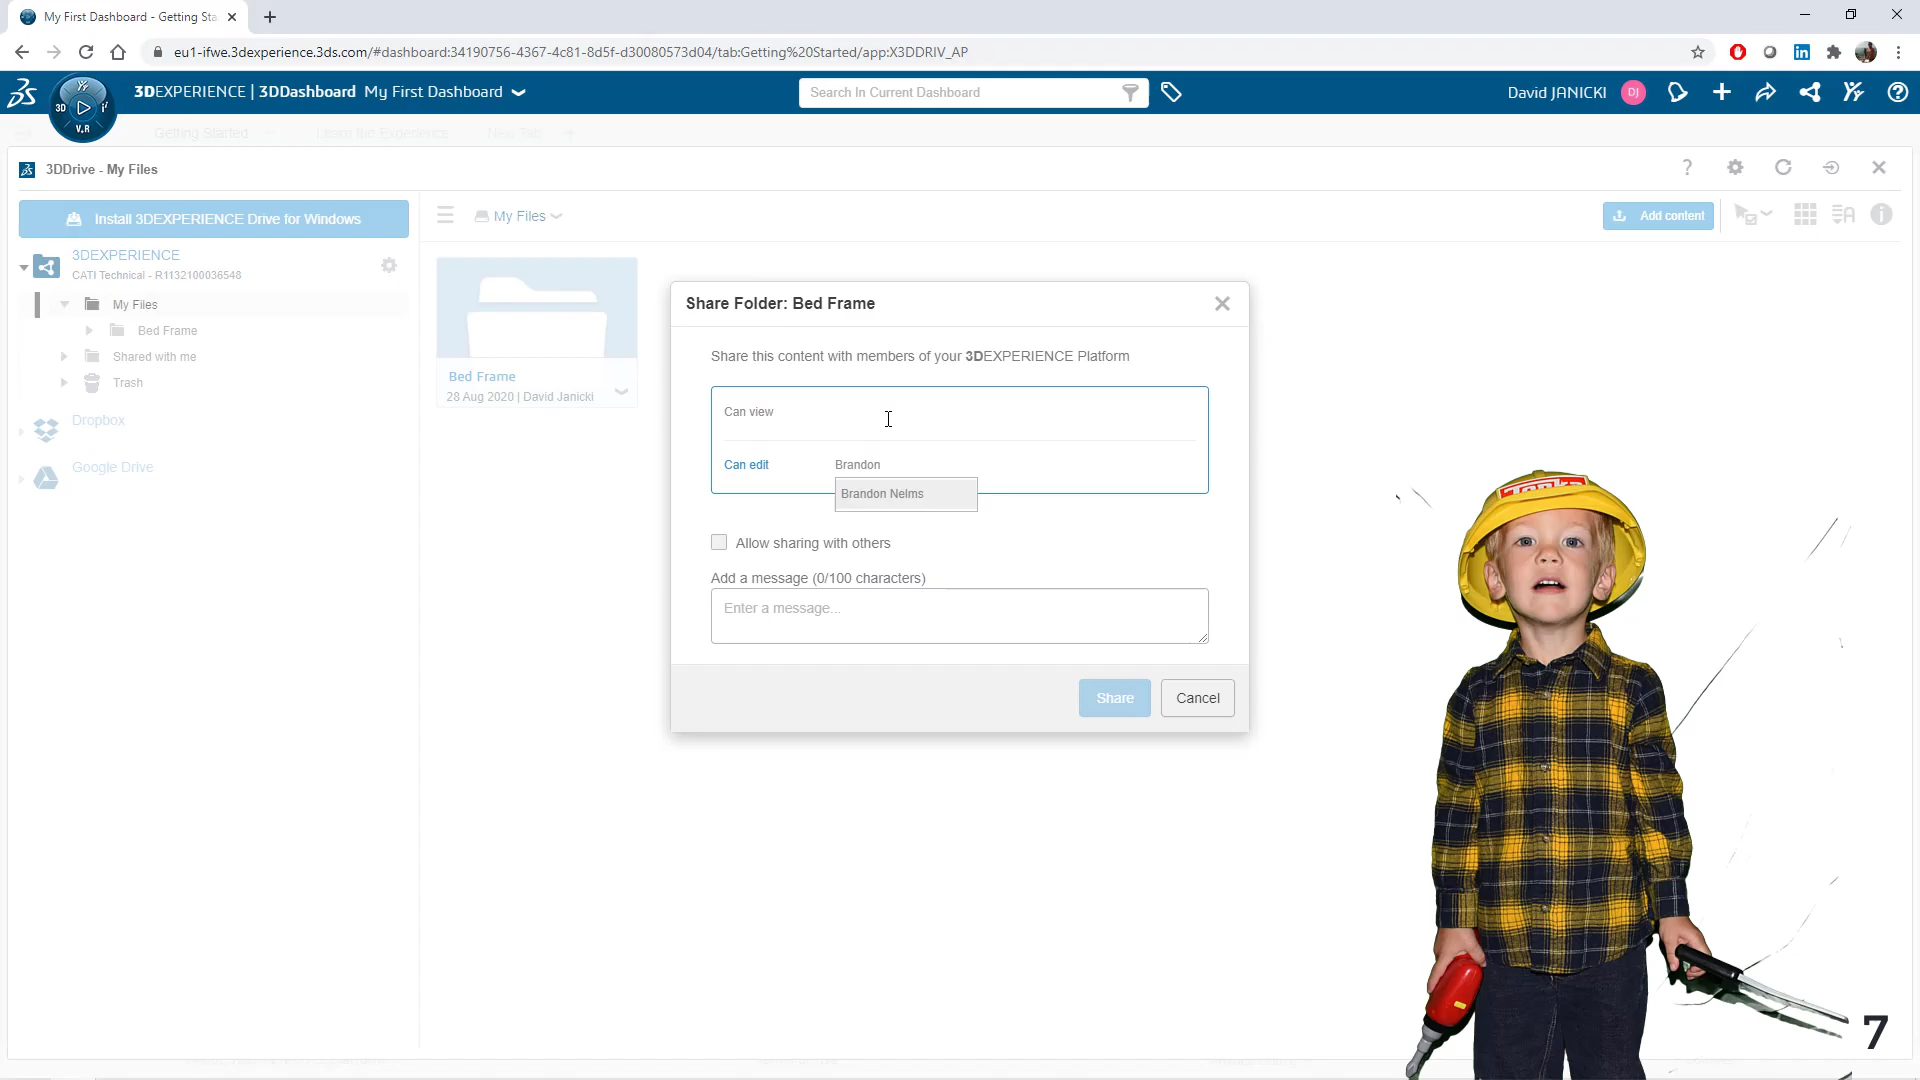 My First Dashboard - Getting Sta
eu1-ifwe.3dexperience.3ds.com/#dashboard:34190756-4367-4c81-8d5f-d30080573d04/tab:Getting%20Started/app:X3DDRIV_AP
3D
V.R
3DEXPERIENCE | 3DDashboard My First Dashboard
Search In Current Dashboard
David JANICKI
DJ
Getting Started
Learn the Experience
New Tab
3DDrive - My Files
Install 3DEXPERIENCE Drive for Windows
My Files
Add content
3DEXPERIENCE
CATI Technical - R1132100036548
My Files
Bed Frame
Shared with me
Trash
Dropbox
Google Drive
Bed Frame
28 Aug 2020 | David Janicki
Share Folder: Bed Frame
Share this content with members of your 3DEXPERIENCE Platform
Can view
Can edit
Brandon
Brandon Nelms
Allow sharing with others
Add a message (0/100 characters)
Enter a message...
Share
Cancel
Tonka
7